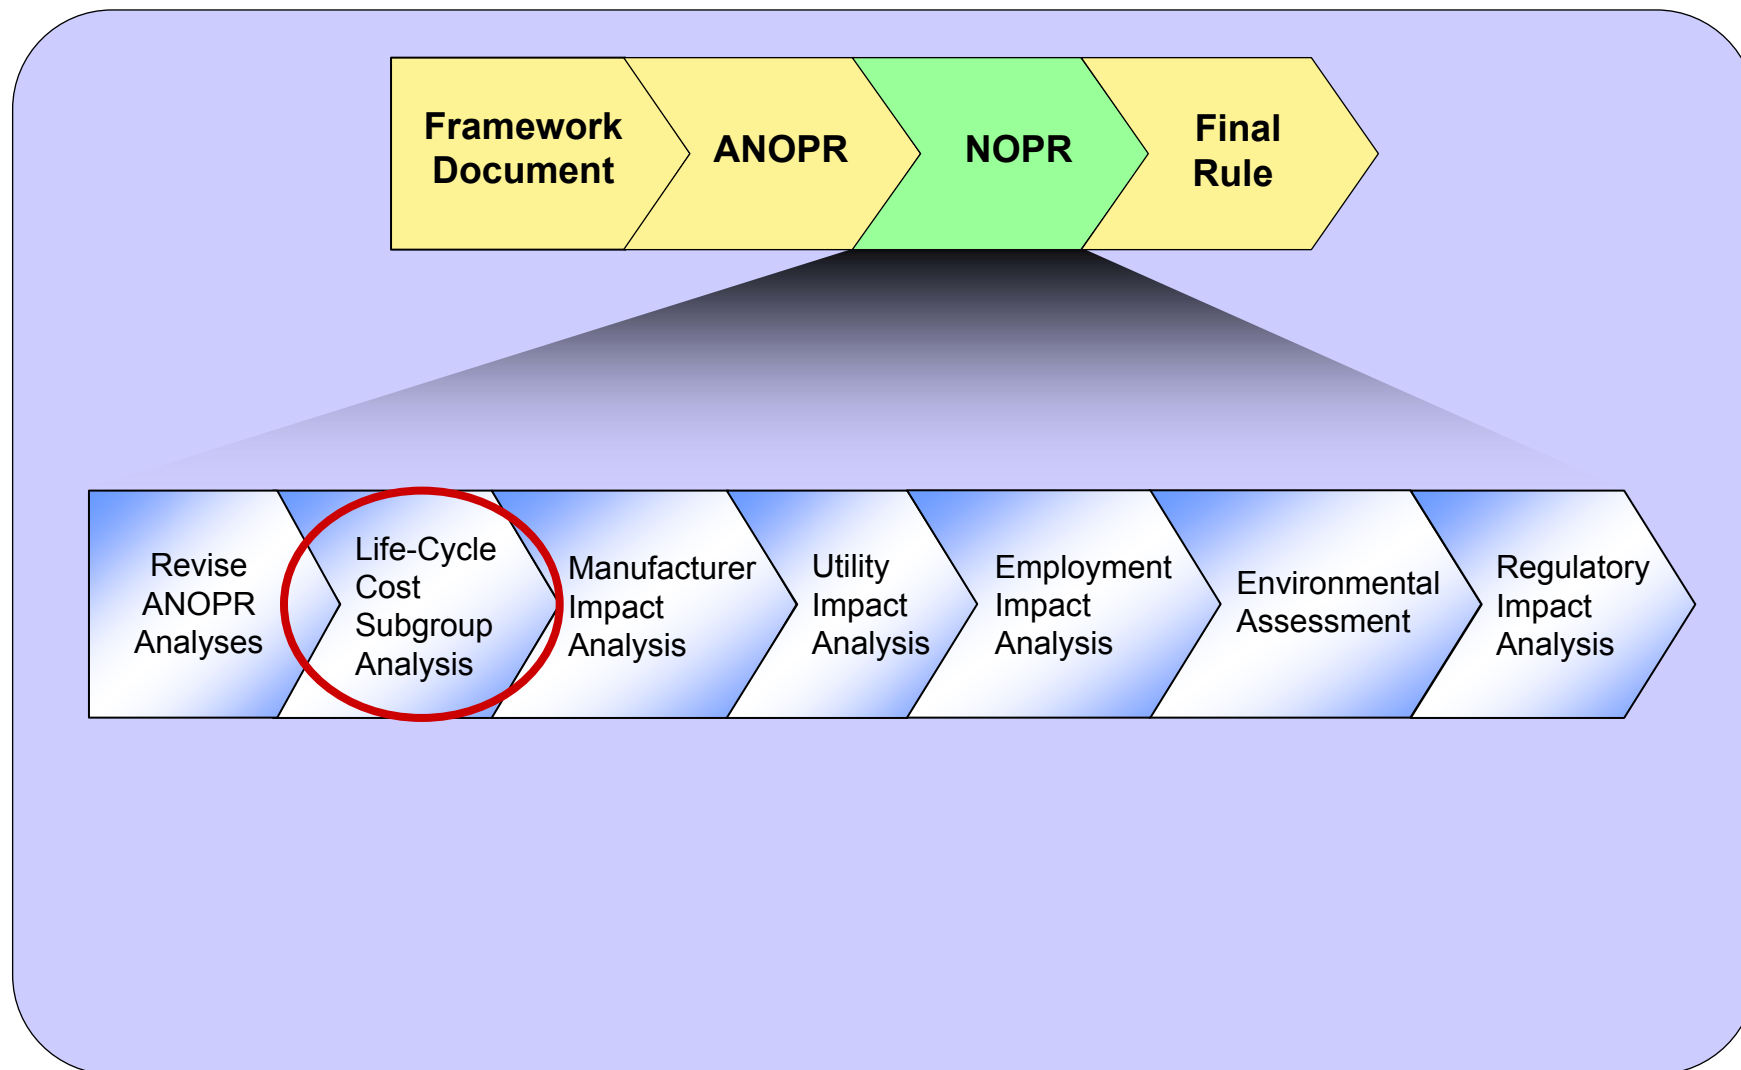 Framework
Document
ANOPR
NOPR
Final
Rule
Revise
ANOPR
Analyses
Life-Cycle
Cost
Subgroup
Analysis
Manufacturer
Impact
Analysis
Utility
Impact
Analysis
Employment
Impact
Analysis
Environmental
Assessment
Regulatory
Impact
Analysis